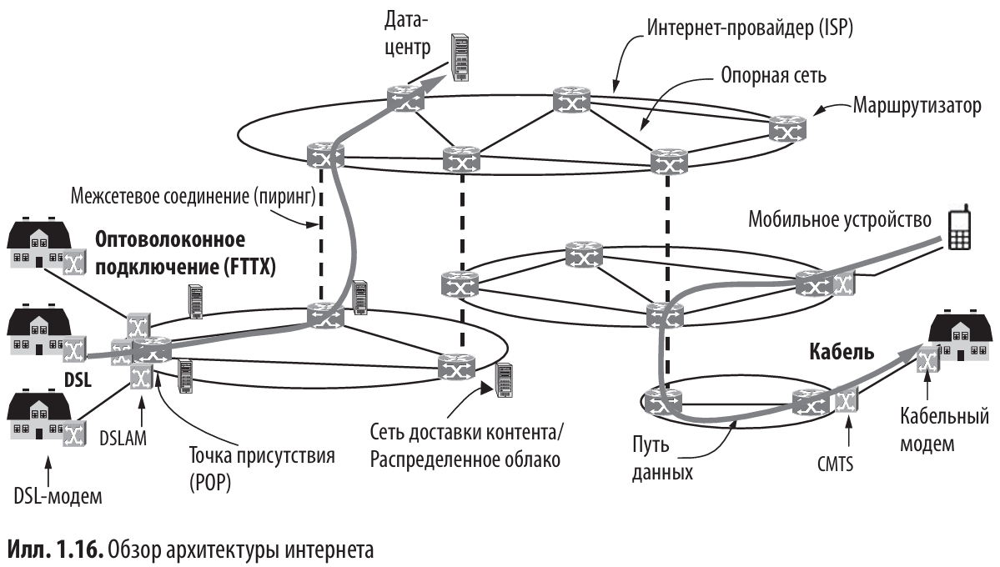 Дата-
центр
Интернет-провайдер (ISP)
Опорная сеть
Маршрутизатор
Межсетевое соединение (пиринг)
Мобильное устройство
Оптоволоконное
подключение (FTTX)
Кабель
DSL
DSLAM
Точка присутствия
(POP)
Сеть доставки контента/
Распределенное облако
Путь
данных
CMTS
Кабельный
модем
DSL-модем
Илл. 1.16. Обзор архитектуры интернета